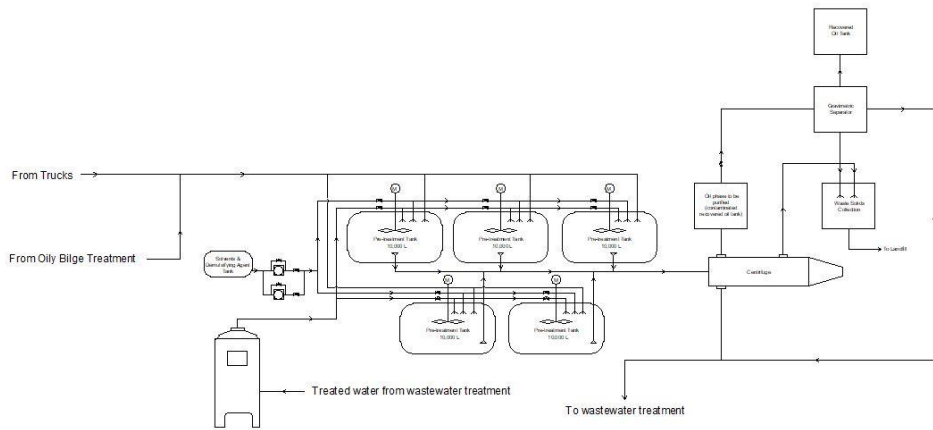 Recovered
Oil Tank
Gravimetric
Separator
From Trucks
M
M
M
Oil phase to be
purified
(contaminated
recovered oil tank)
Waste Solids
Collection
Pre-treatment Tank
10,000 L
Pre-treatment Tank
10,000 L
Pre-treatment Tank
10,000 L
To Landfill
From Oily Bilge Treatment
Solvents &
Demulsifying Agent
Tank
M
M
Centrifuge
Pre-treatment Tank
10,000 L
Pre-treatment Tank
10,000 L
Treated water from wastewater treatment
To wastewater treatment